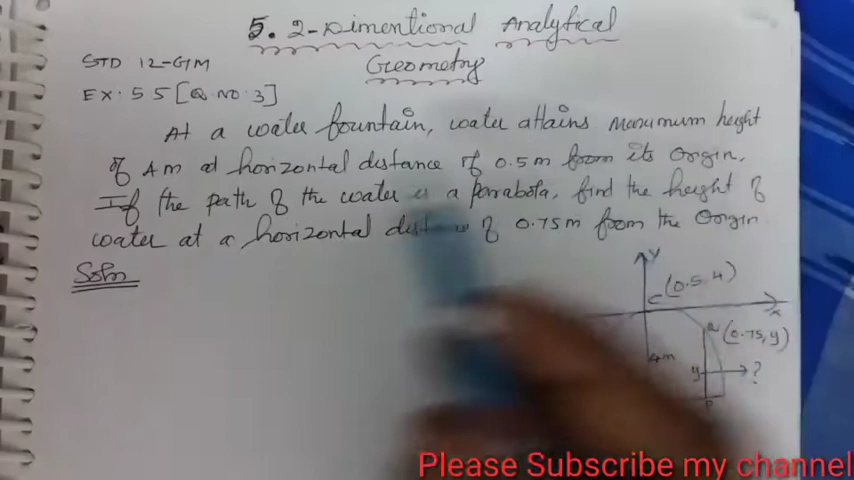 5. 2-Dimentional Analytical
Geometry
STD 12-GTM
EX. 5 5 [Q. NO. 3]
At a water fountain, water attains maximum height
of 4m at horizontal distance of 0.5m from its Origin,
If the path of the water is a parabola, find the height of
water at a horizontal distance of 0.75m from the Origin
Soln
Y
C (0.5, 4)
x
(0.75, y)
4m
y
?
P
Please Subscribe my channel